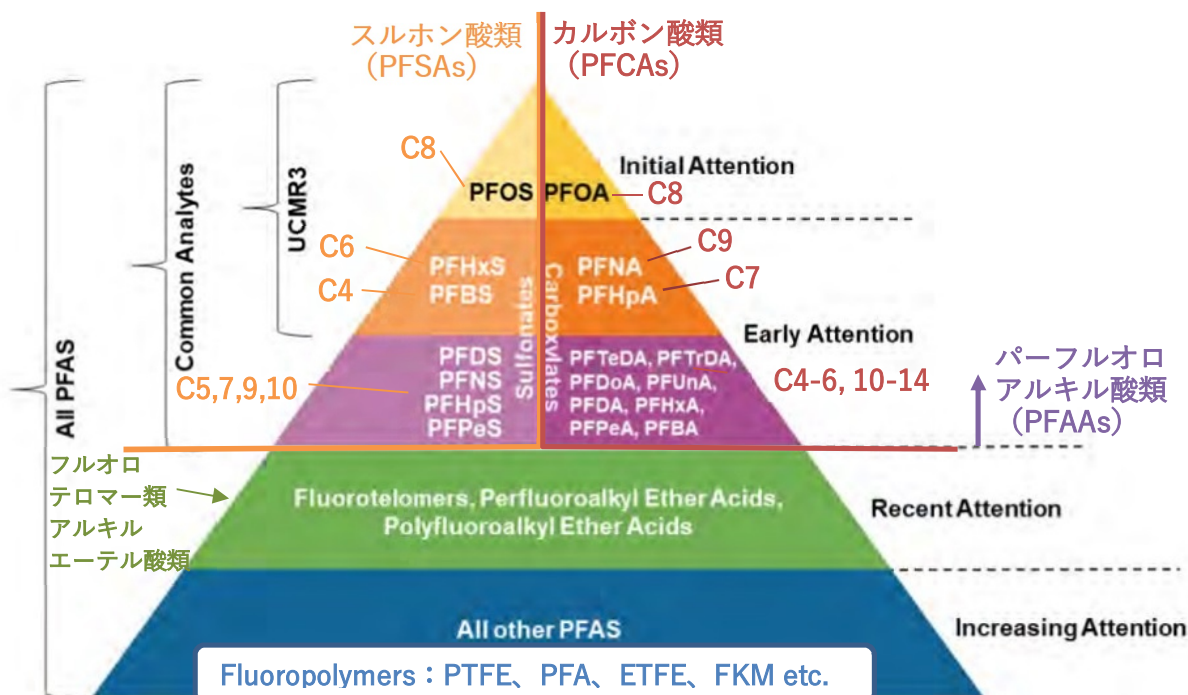 スルホン酸類
(PFSAs)
カルボン酸類
(PFCAs)
All PFAS
Common Analytes
UCMR3
C8
PFOS
PFOA
C8
Initial Attention
C6
C4
PFHxS
PFBS
Sulfonates
Carboxylates
PFNA
PFHpA
C9
C7
Early Attention
C5,7,9,10
PFDS
PFNS
PFHpS
PFPeS
PFTeDA, PFTrDA,
PFDoA, PFUnA,
PFDA, PFHxA,
PFPeA, PFBA
C4-6, 10-14
パーフルオロ
アルキル酸類
(PFAAs)
フルオロ
テロマー類
アルキル
エーテル酸類
Fluorotelomers, Perfluoroalkyl Ether Acids,
Polyfluoroalkyl Ether Acids
Recent Attention
All other PFAS
Increasing Attention
Fluoropolymers：PTFE、PFA、ETFE、FKM etc.